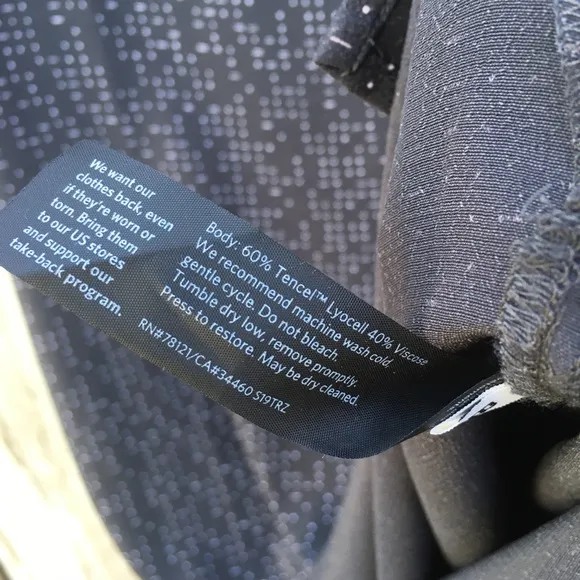 We want our
clothes back, even
if they're worn or
torn. Bring them
to our US stores
and support our
take-back program.
Body: 60% Tencel™ Lyocell 40% Viscose
We recommend machine wash cold.
gentle cycle. Do not bleach.
Tumble dry low, remove promptly.
Press to restore. May be dry cleaned.
RN#78121/CA#34460 S19TRZ